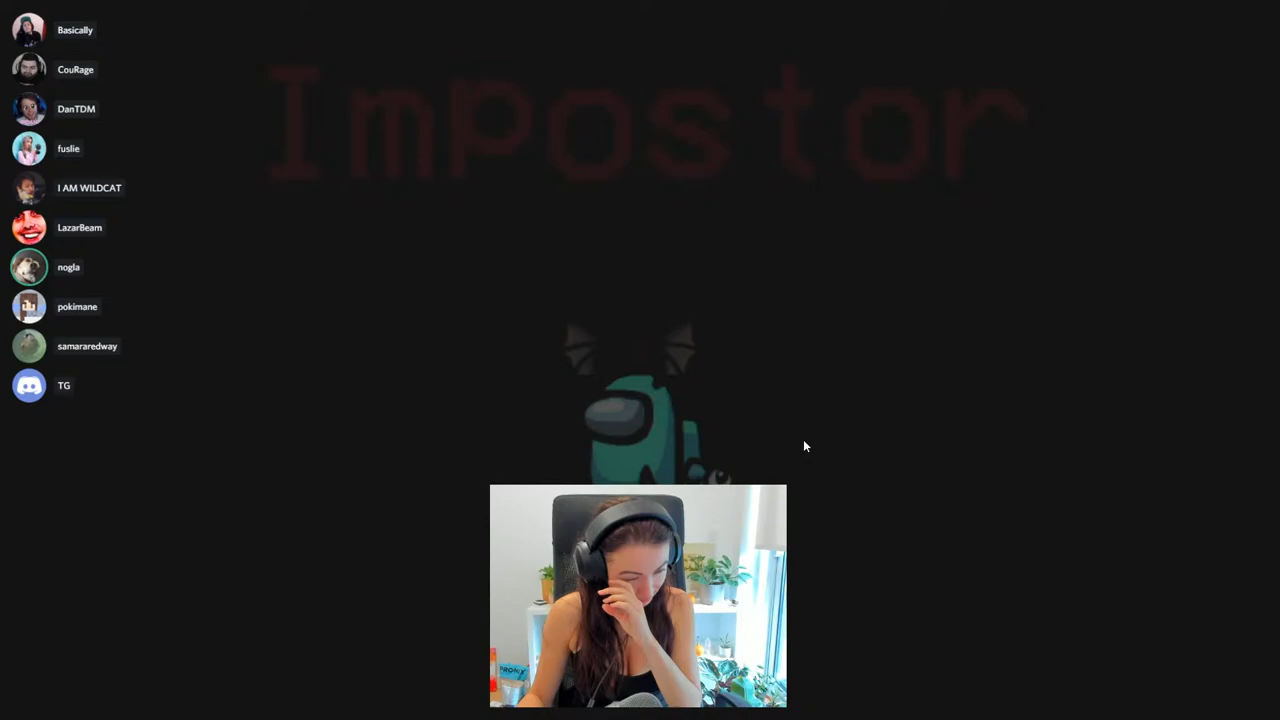 Impostor
Basically
CouRage
DanTDM
fuslie
I AM WILDCAT
LazarBeam
nogla
pokimane
samararedway
TG